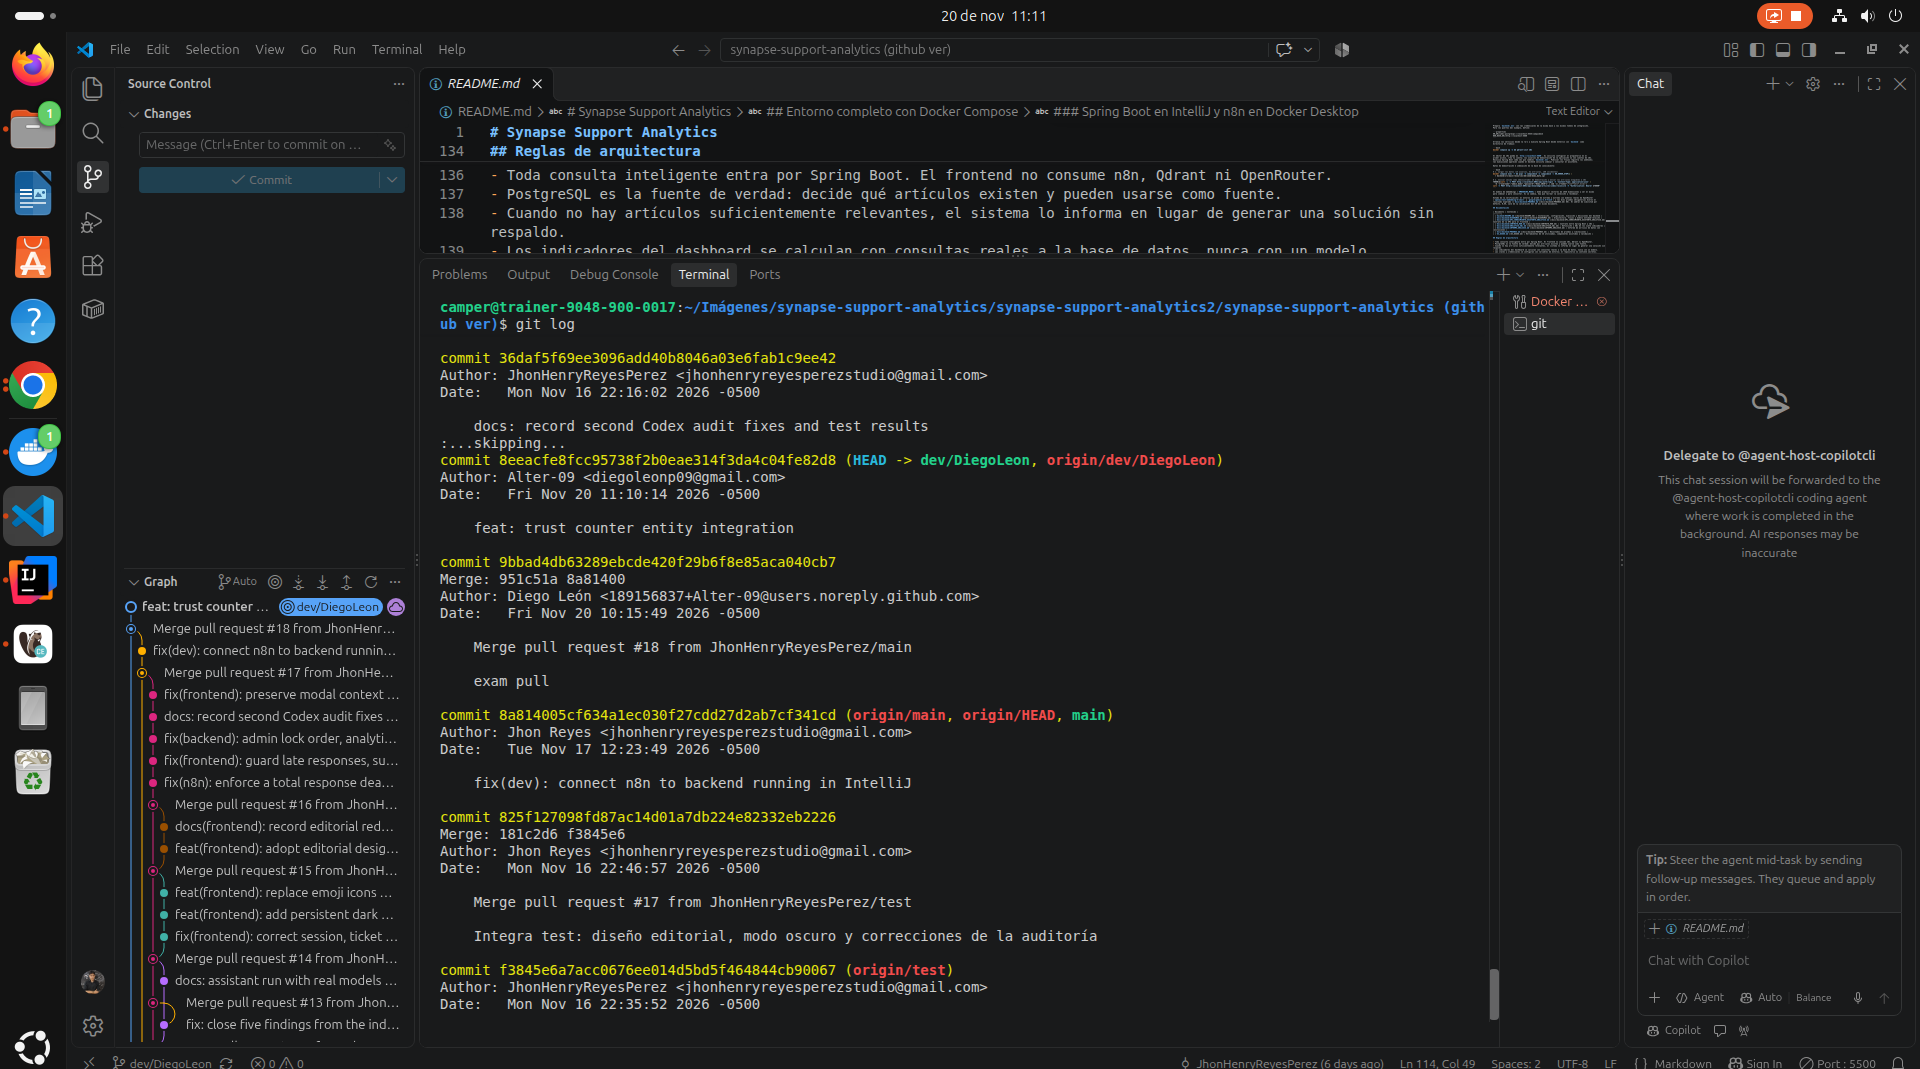 20 de nov 11:11
File Edit Selection View Go Run Terminal Help
synapse-support-analytics (github ver)
Source Control
Changes
Message (Ctrl+Enter to commit on ...
Commit
Graph
Auto
feat: trust counter ... dev/DiegoLeon
Merge pull request #18 from JhonHenr...
fix(dev): connect n8n to backend runnin...
Merge pull request #17 from JhonHe...
fix(frontend): preserve modal context ...
docs: record second Codex audit fixes ...
fix(backend): admin lock order, analyti...
fix(frontend): guard late responses, su...
fix(n8n): enforce a total response dea...
Merge pull request #16 from JhonH...
docs(frontend): record editorial red...
feat(frontend): adopt editorial desig...
Merge pull request #15 from JhonH...
feat(frontend): replace emoji icons ...
feat(frontend): add persistent dark ...
fix(frontend): correct session, ticket ...
Merge pull request #14 from JhonH...
docs: assistant run with real models ...
Merge pull request #13 from Jhon...
fix: close five findings from the ind...
README.md
README.md > # Synapse Support Analytics > ## Entorno completo con Docker Compose > ### Spring Boot en IntelliJ y n8n en Docker Desktop
Text Editor
1 # Synapse Support Analytics
134 ## Reglas de arquitectura
136 - Toda consulta inteligente entra por Spring Boot. El frontend no consume n8n, Qdrant ni OpenRouter.
137 - PostgreSQL es la fuente de verdad: decide qué artículos existen y pueden usarse como fuente.
138 - Cuando no hay artículos suficientemente relevantes, el sistema lo informa en lugar de generar una solución sin
respaldo.
139 - Los indicadores del dashboard se calculan con consultas reales a la base de datos, nunca con un modelo
Problems Output Debug Console Terminal Ports
camper@trainer-9048-900-0017:~/Imágenes/synapse-support-analytics/synapse-support-analytics2/synapse-support-analytics (gith
ub ver)$ git log
commit 36daf5f69ee3096add40b8046a03e6fab1c9ee42
Author: JhonHenryReyesPerez <jhonhenryreyesperezstudio@gmail.com>
Date: Mon Nov 16 22:16:02 2026 -0500
docs: record second Codex audit fixes and test results
:...skipping...
commit 8eeacfe8fcc95738f2b0eae314f3da4c04fe82d8 (HEAD -> dev/DiegoLeon, origin/dev/DiegoLeon)
Author: Alter-09 <diegoleonp09@gmail.com>
Date: Fri Nov 20 11:10:14 2026 -0500
feat: trust counter entity integration
commit 9bbad4db63289ebcde420f29b6f8e85aca040cb7
Merge: 951c51a 8a81400
Author: Diego León <189156837+Alter-09@users.noreply.github.com>
Date: Fri Nov 20 10:15:49 2026 -0500
Merge pull request #18 from JhonHenryReyesPerez/main
exam pull
commit 8a814005cf634a1ec030f27cdd27d2ab7cf341cd (origin/main, origin/HEAD, main)
Author: Jhon Reyes <jhonhenryreyesperezstudio@gmail.com>
Date: Tue Nov 17 12:23:49 2026 -0500
fix(dev): connect n8n to backend running in IntelliJ
commit 825f127098fd87ac14d01a7db224e82332eb2226
Merge: 181c2d6 f3845e6
Author: Jhon Reyes <jhonhenryreyesperezstudio@gmail.com>
Date: Mon Nov 16 22:46:57 2026 -0500
Merge pull request #17 from JhonHenryReyesPerez/test
Integra test: diseño editorial, modo oscuro y correcciones de la auditoría
commit f3845e6a7acc0676ee014d5bd5f464844cb90067 (origin/test)
Author: JhonHenryReyesPerez <jhonhenryreyesperezstudio@gmail.com>
Date: Mon Nov 16 22:35:52 2026 -0500
Docker ...
git
Chat
Delegate to @agent-host-copilotcli
This chat session will be forwarded to the
@agent-host-copilotcli coding agent
where work is completed in the
background. AI responses may be
inaccurate
Tip: Steer the agent mid-task by sending
follow-up messages. They queue and apply
in order.
README.md
Chat with Copilot
Agent Auto Balance
Copilot
dev/DiegoLeon 0 0
JhonHenryReyesPerez (6 days ago) Ln 114, Col 49 Spaces: 2 UTF-8 LF { } Markdown Sign In Port : 5500